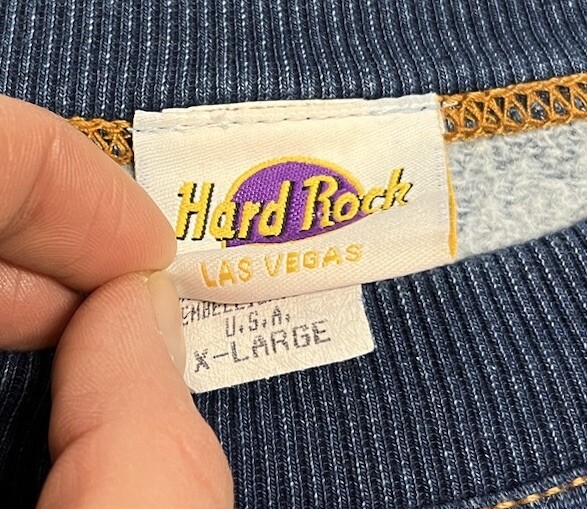 Hard Rock
LAS VEGAS
U.S.A.
X-LARGE